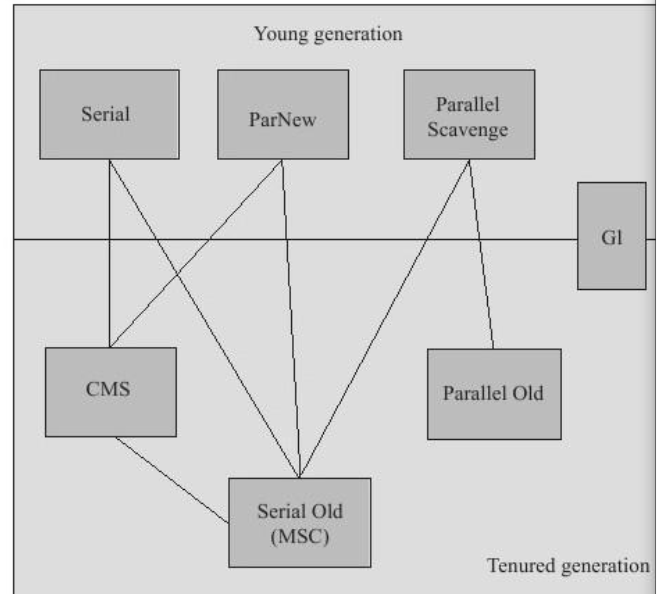 Young generation
Serial
ParNew
Parallel
Scavenge
Gl
CMS
Parallel Old
Serial Old
(MSC)
Tenured generation